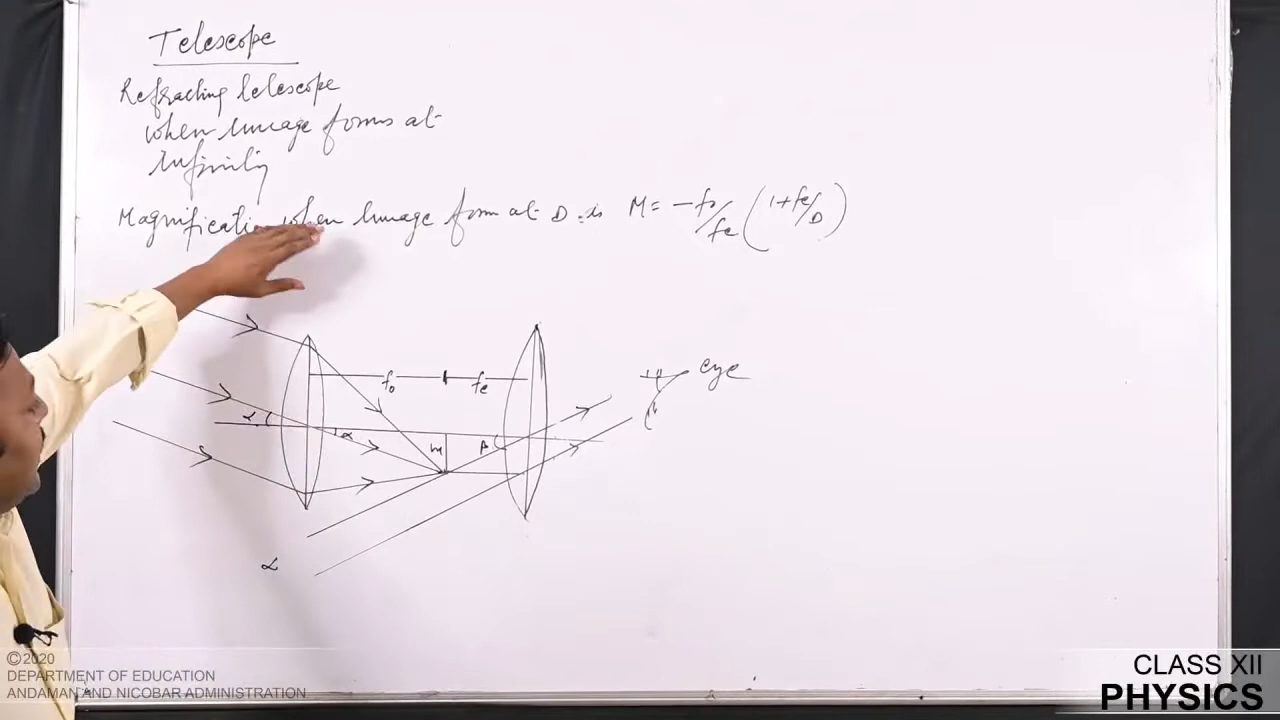 Telescope
Refracting telescope
when image forms at
Infinity
Magnification when Image form at D is M = -fo/fe (1+fe/D)
fo fe
eye
α α h β
α
©2020
DEPARTMENT OF EDUCATION
ANDAMAN AND NICOBAR ADMINISTRATION
CLASS XII
PHYSICS